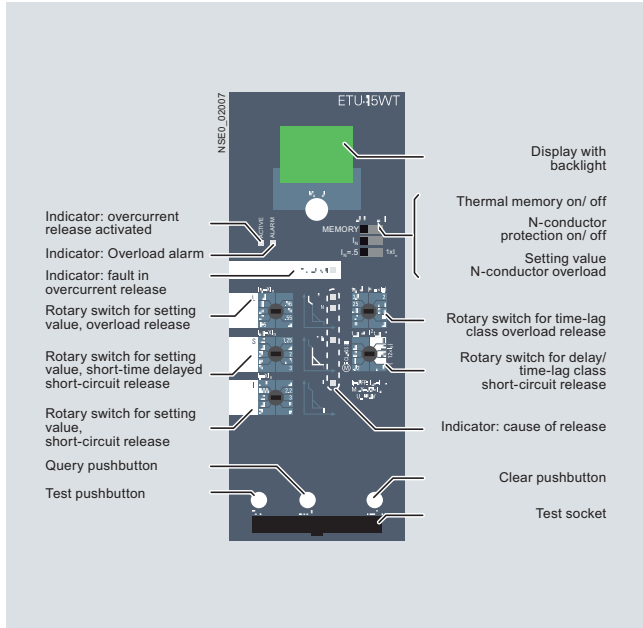 NSE0_02007
ETU 15WT
Display with
backlight
Thermal memory on/ off
N-conductor
protection on/ off
Setting value
N-conductor overload
ACTIVE
ALARM
MEMORY
Indicator: overcurrent
release activated
Indicator: Overload alarm
Indicator: fault in
overcurrent release
Rotary switch for setting
value, overload release
Rotary switch for setting
value, short-time delayed
short-circuit release
Rotary switch for setting
value,
short-circuit release
Query pushbutton
Test pushbutton
L
S
I
Rotary switch for time-lag
class overload release
Rotary switch for delay/
time-lag class
short-circuit release
Indicator: cause of release
Clear pushbutton
Test socket